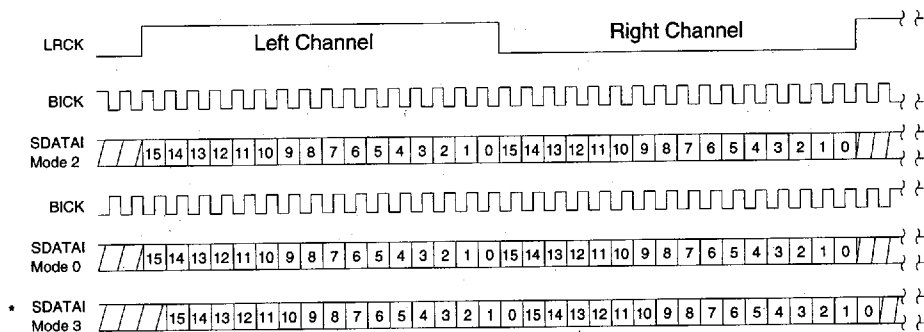 LRCK Left Channel Right Channel
BICK
SDATAI
Mode 2 15 14 13 12 11 10 9 8 7 6 5 4 3 2 1 0 15 14 13 12 11 10 9 8 7 6 5 4 3 2 1 0
BICK
SDATAI
Mode 0 15 14 13 12 11 10 9 8 7 6 5 4 3 2 1 0 15 14 13 12 11 10 9 8 7 6 5 4 3 2 1 0
* SDATAI
Mode 3 15 14 13 12 11 10 9 8 7 6 5 4 3 2 1 0 15 14 13 12 11 10 9 8 7 6 5 4 3 2 1 0